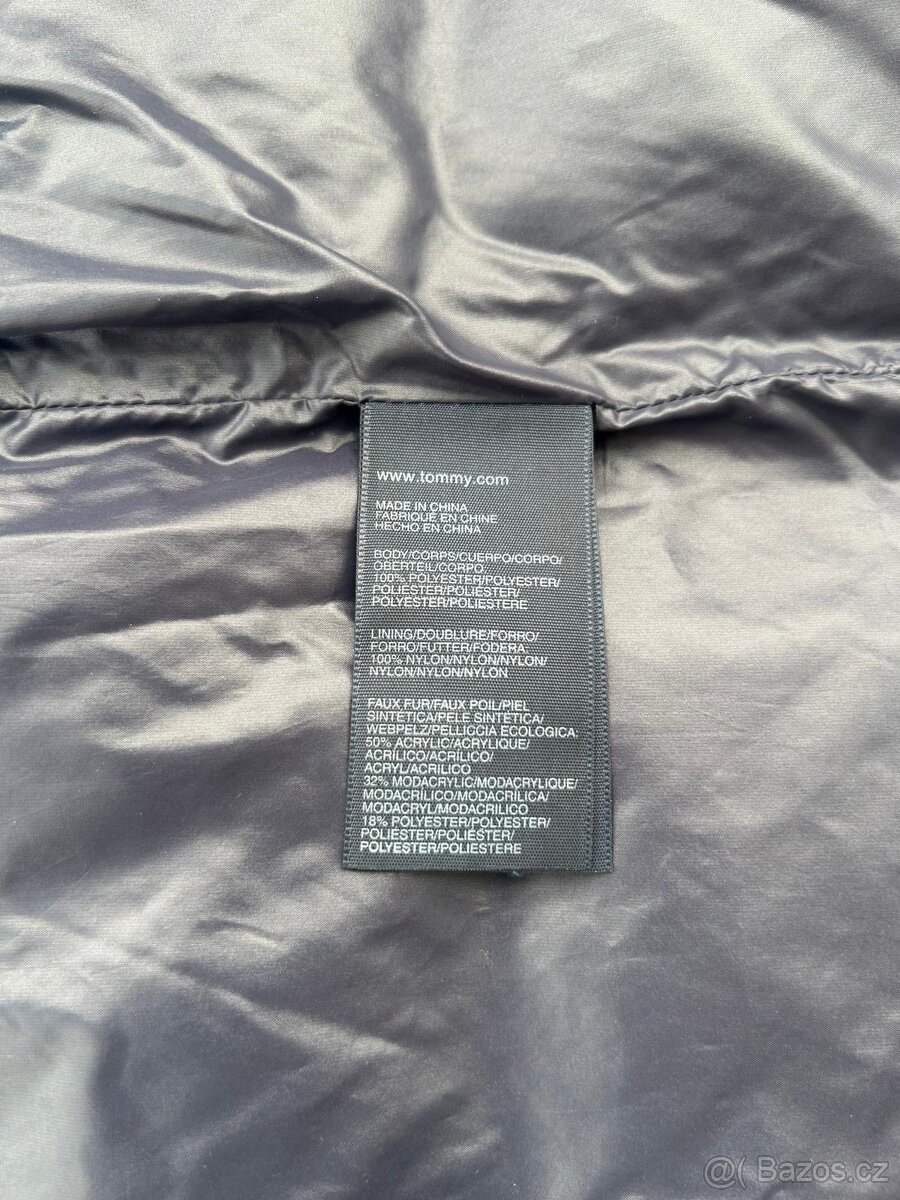 www.tommy.com
MADE IN CHINA
FABRIQUÉ EN CHINE
HECHO EN CHINA
BODY/CORPS/CUERPO/CORPO/
OBERTEIL/CORPO
100% POLYESTER/POLYESTER/
POLIÉSTER/POLIÉSTER/
POLYESTER/POLIESTERE
LINING/DOUBLURE/FORRO/
FORRO/FUTTER/FODERA
100% NYLON/NYLON/NYLON/
NYLON/NYLON/NYLON
FAUX FUR/FAUX POIL/PIEL
SINTÉTICA/PELE SINTÉTICA/
WEBPELZ/PELLICCIA ECOLOGICA:
50% ACRYLIC/ACRYLIQUE/
ACRÍLICO/ACRÍLICO/
ACRYL/ACRILICO
32% MODACRYLIC/MODACRYLIQUE/
MODACRÍLICO/MODACRÍLICA/
MODACRYL/MODACRILICO
18% POLYESTER/POLYESTER/
POLIÉSTER/POLIÉSTER/
POLYESTER/POLIESTERE
@( Bazos.cz